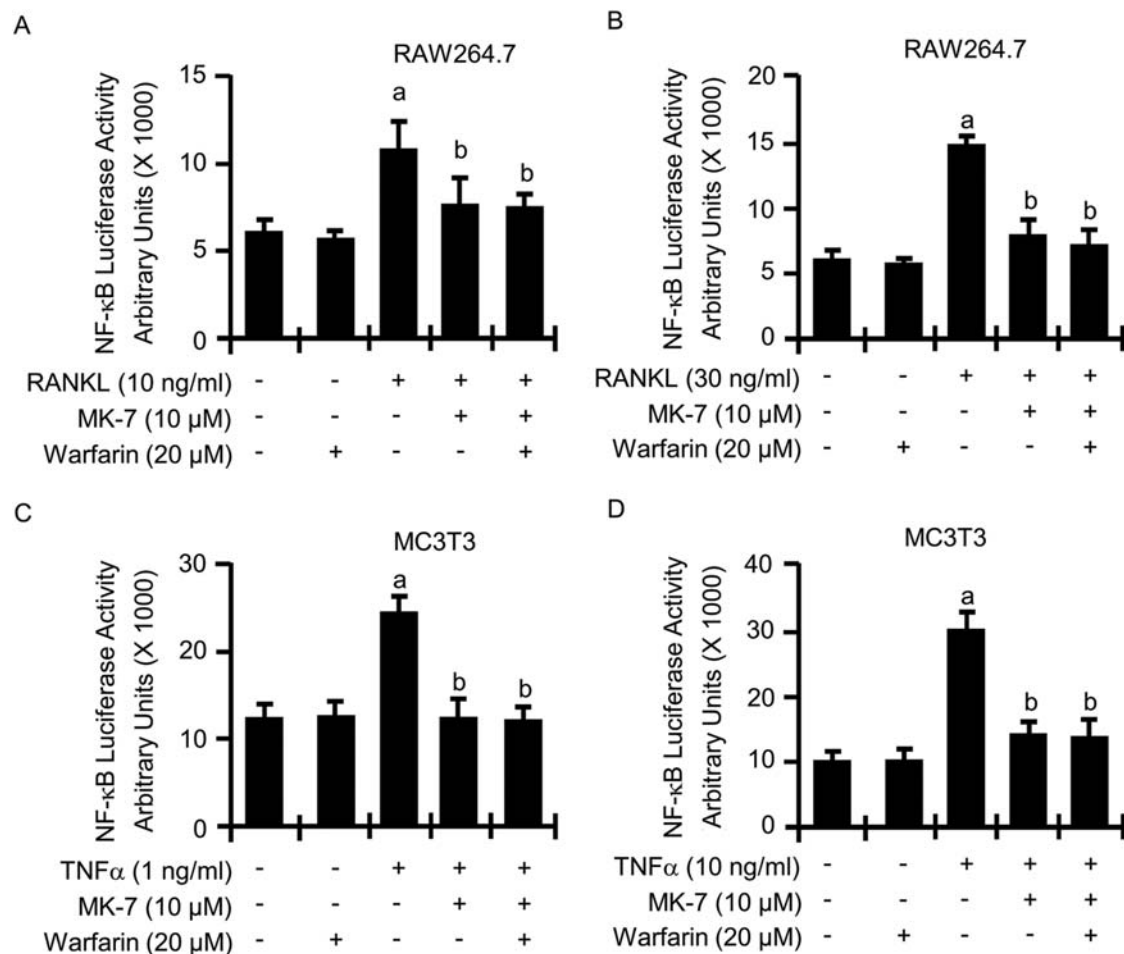 A
RAW264.7
NF-κB Luciferase Activity
Arbitrary Units (X 1000)
15
10
5
0
a
b
b
RANKL (10 ng/ml) - - + + +
MK-7 (10 µM) - - - + +
Warfarin (20 µM) - + - - +
B
RAW264.7
NF-κB Luciferase Activity
Arbitrary Units (X 1000)
20
15
10
5
0
a
b
b
RANKL (30 ng/ml) - - + + +
MK-7 (10 µM) - - - + +
Warfarin (20 µM) - + - - +
C
MC3T3
NF-κB Luciferase Activity
Arbitrary Units (X 1000)
30
20
10
0
a
b
b
TNFα (1 ng/ml) - - + + +
MK-7 (10 µM) - - - + +
Warfarin (20 µM) - + - - +
D
MC3T3
NF-κB Luciferase Activity
Arbitrary Units (X 1000)
40
30
20
10
0
a
b
b
TNFα (10 ng/ml) - - + + +
MK-7 (10 µM) - - - + +
Warfarin (20 µM) - + - - +